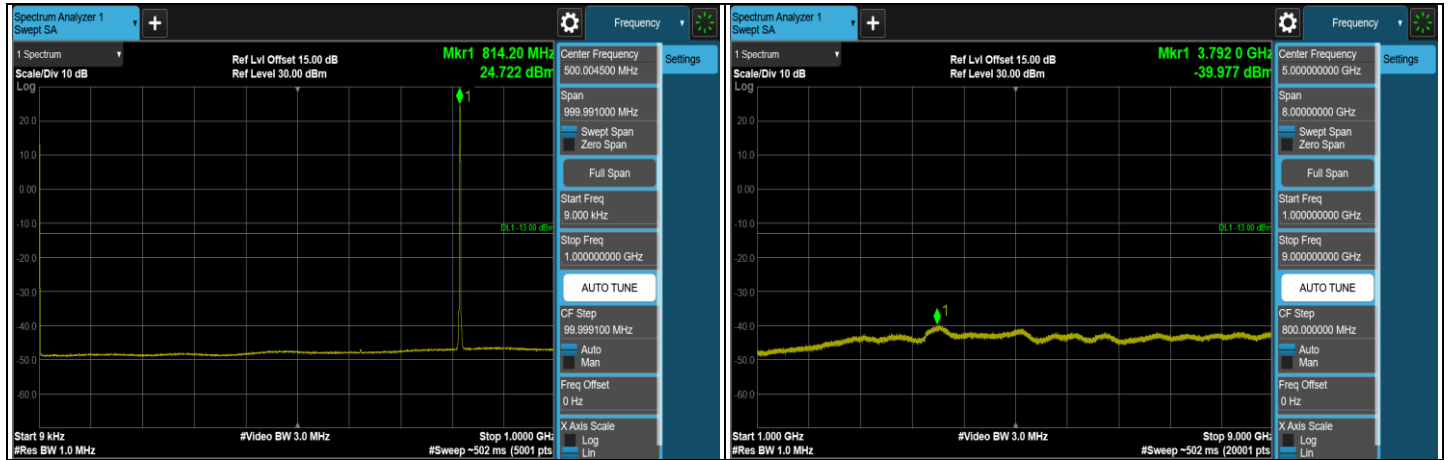 Spectrum Analyzer 1
Swept SA
+
Frequency
1 Spectrum
Scale/Div 10 dB
Log
Ref Lvl Offset 15.00 dB
Ref Level 30.00 dBm
Mkr1 814.20 MHz
24.722 dBm
1
20.0
10.0
0.00
-10.0
-20.0
-30.0
-40.0
-50.0
-60.0
DL1 -13.00 dBm
Start 9 kHz
#Res BW 1.0 MHz
#Video BW 3.0 MHz
Stop 1.0000 GHz
#Sweep ~502 ms (5001 pts
Center Frequency
500.004500 MHz
Span
999.991000 MHz
Swept Span
Zero Span
Full Span
Start Freq
9.000 kHz
Stop Freq
1.000000000 GHz
AUTO TUNE
CF Step
99.999100 MHz
Auto
Man
Freq Offset
0 Hz
X Axis Scale
Log
Lin
Settings
Spectrum Analyzer 1
Swept SA
+
Frequency
1 Spectrum
Scale/Div 10 dB
Log
Ref Lvl Offset 15.00 dB
Ref Level 30.00 dBm
Mkr1 3.792 0 GHz
-39.977 dBm
1
20.0
10.0
0.00
-10.0
-20.0
-30.0
-40.0
-50.0
-60.0
DL1 -13.00 dBm
Start 1.000 GHz
#Res BW 1.0 MHz
#Video BW 3.0 MHz
Stop 9.000 GHz
#Sweep ~502 ms (20001 pts
Center Frequency
5.000000000 GHz
Span
8.00000000 GHz
Swept Span
Zero Span
Full Span
Start Freq
1.000000000 GHz
Stop Freq
9.000000000 GHz
AUTO TUNE
CF Step
800.000000 MHz
Auto
Man
Freq Offset
0 Hz
X Axis Scale
Log
Lin
Settings